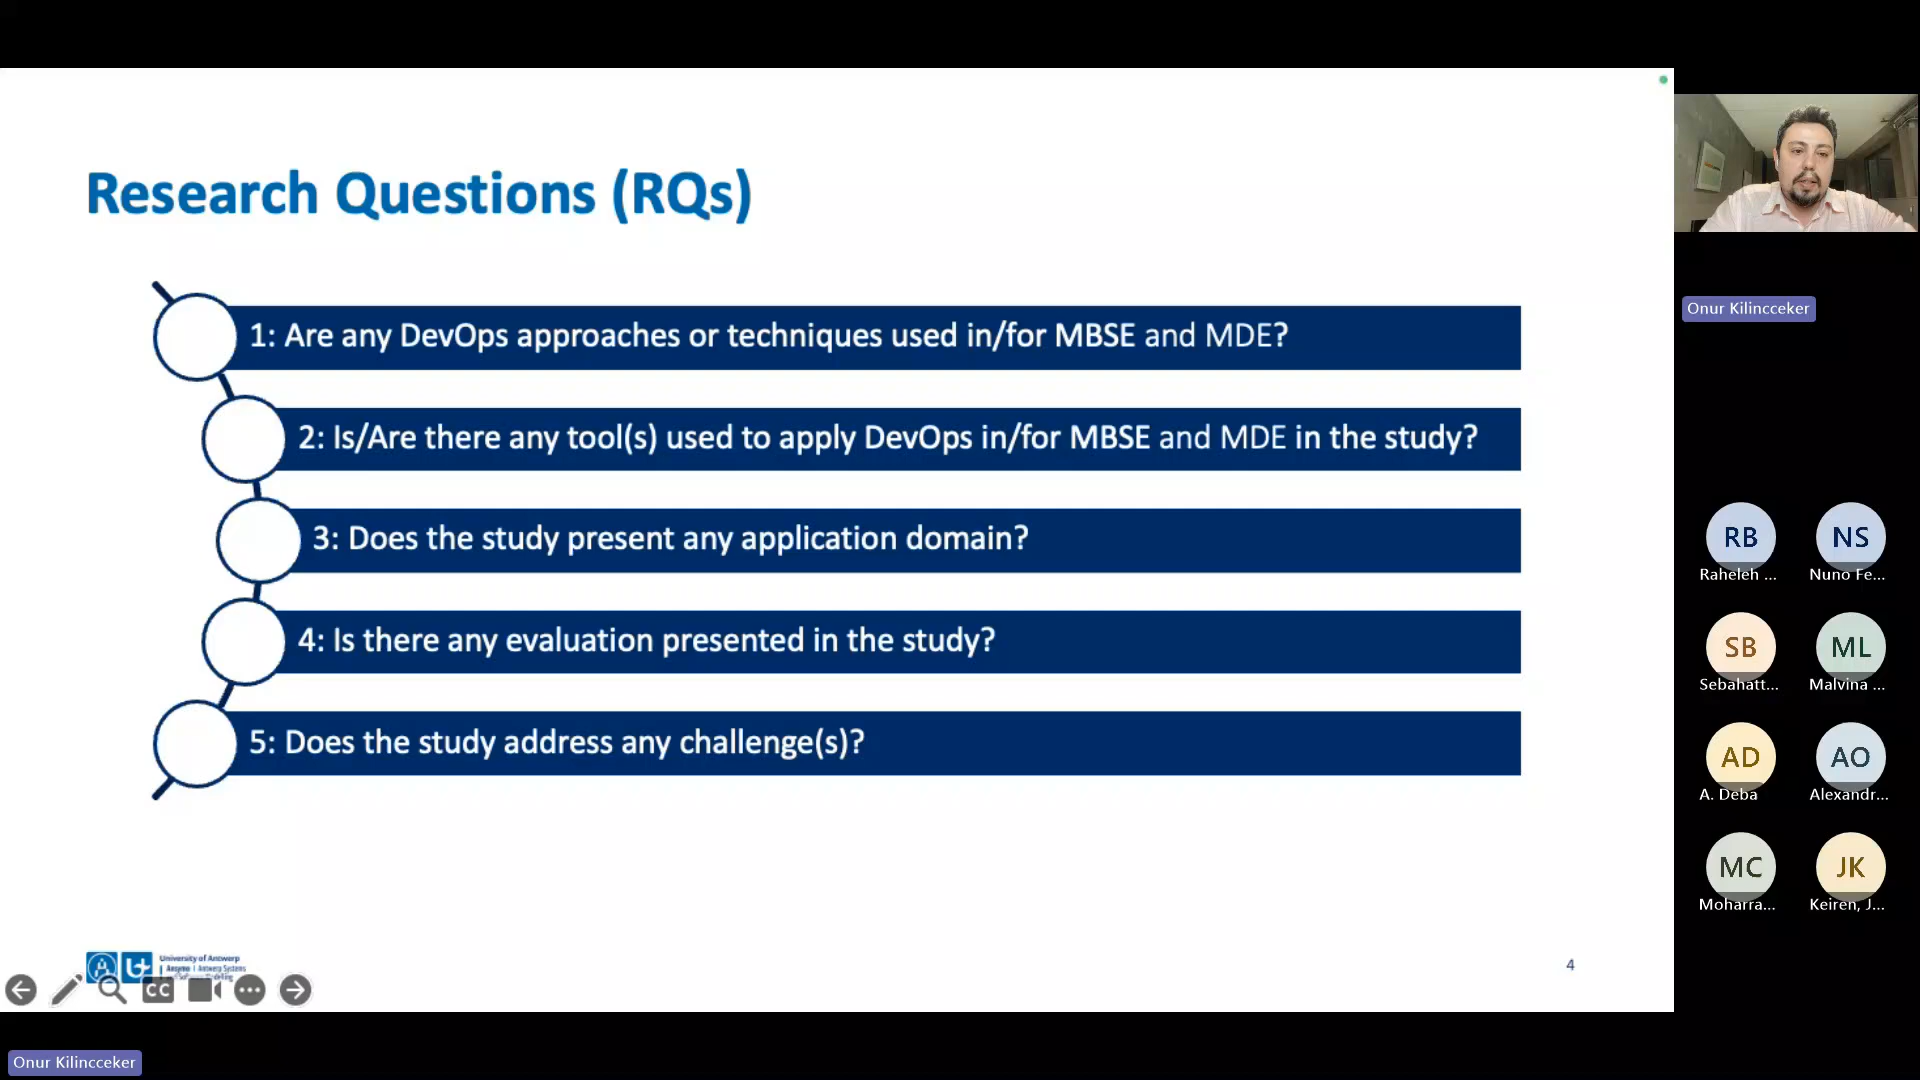 Research Questions (RQs)
1: Are any DevOps approaches or techniques used in/for MBSE and MDE?
2: Is/Are there any tool(s) used to apply DevOps in/for MBSE and MDE in the study?
3: Does the study present any application domain?
4: Is there any evaluation presented in the study?
5: Does the study address any challenge(s)?
University of Antwerp
Antwerp Systems
4
CC
Onur Kilincceker
Onur Kilincceker
RB
NS
Raheleh ...
Nuno Fe...
SB
ML
Sebahatt...
Malvina ...
AD
AO
A. Deba
Alexandr...
MC
JK
Moharra...
Keiren, J...